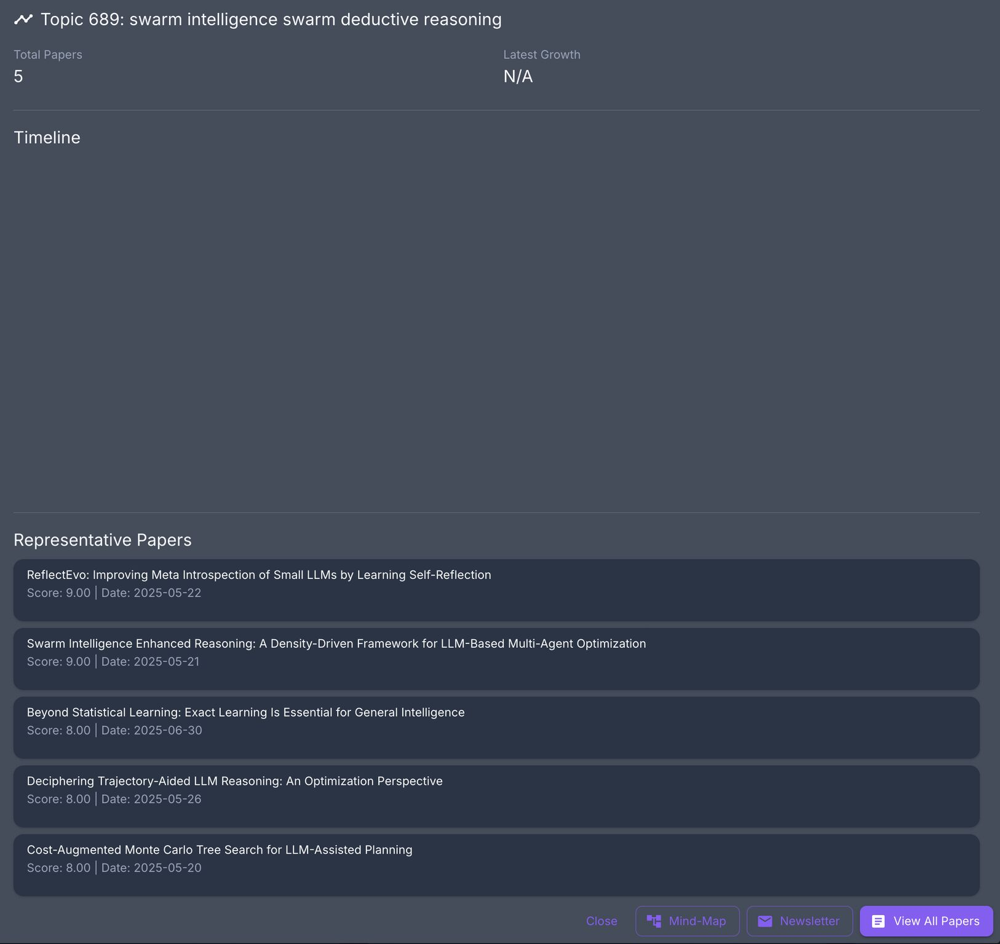 Topic 689: swarm intelligence swarm deductive reasoning
Total Papers
5
Latest Growth
N/A
Timeline
Representative Papers
ReflectEvo: Improving Meta Introspection of Small LLMs by Learning Self-Reflection
Score: 9.00 | Date: 2025-05-22
Swarm Intelligence Enhanced Reasoning: A Density-Driven Framework for LLM-Based Multi-Agent Optimization
Score: 9.00 | Date: 2025-05-21
Beyond Statistical Learning: Exact Learning Is Essential for General Intelligence
Score: 8.00 | Date: 2025-06-30
Deciphering Trajectory-Aided LLM Reasoning: An Optimization Perspective
Score: 8.00 | Date: 2025-05-26
Cost-Augmented Monte Carlo Tree Search for LLM-Assisted Planning
Score: 8.00 | Date: 2025-05-20
Close
Mind-Map
Newsletter
View All Papers